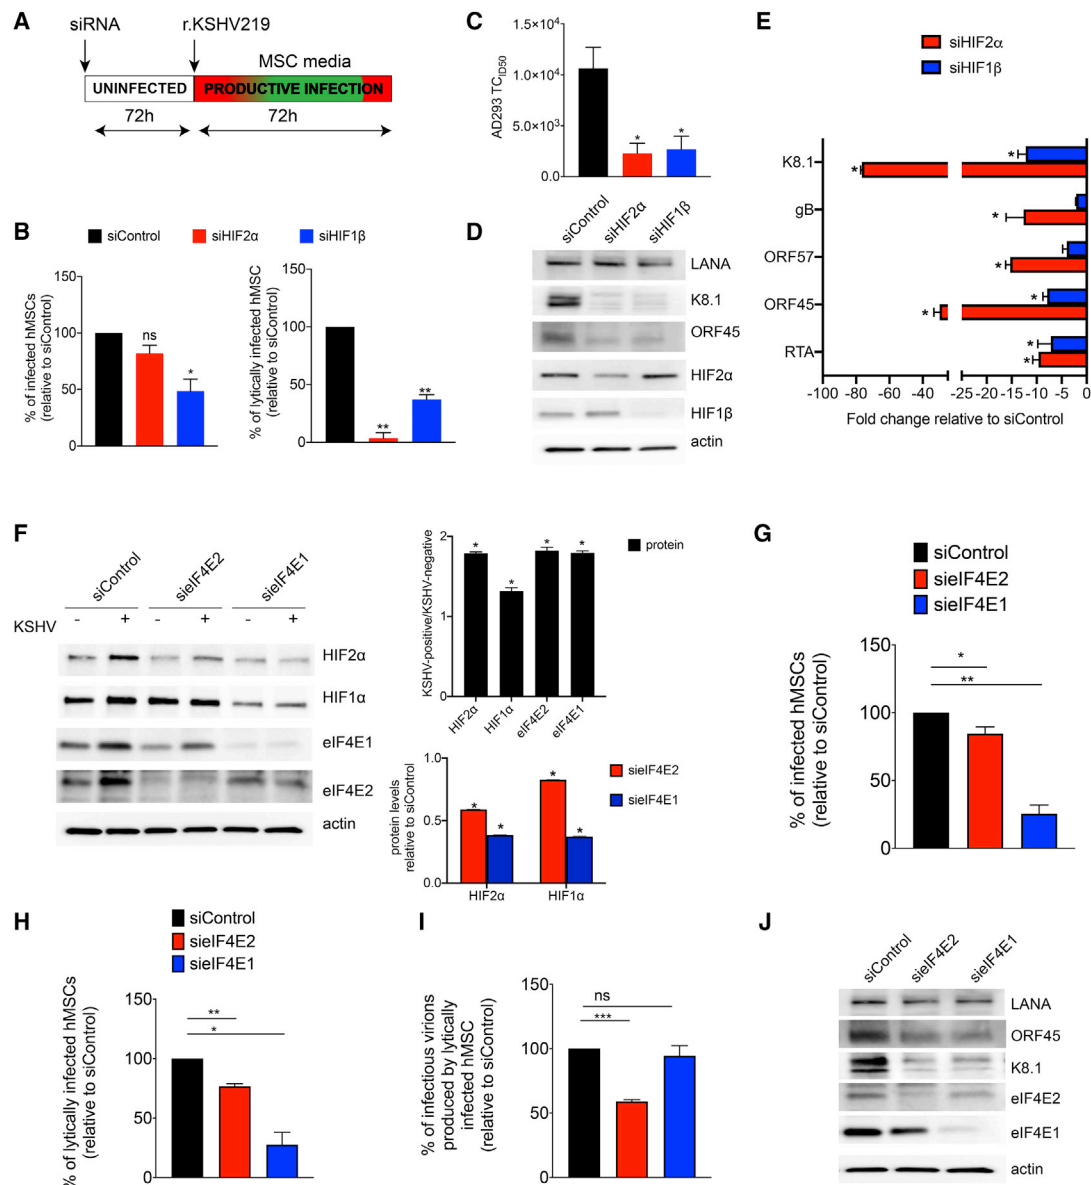 A
siRNA
r.KSHV219
MSC media
UNINFECTED
PRODUCTIVE INFECTION
72h
72h
B
siControl
siHIF2α
siHIF1β
% of infected hMSCs
(relative to siControl)
150
100
50
0
ns
*
% of lytically infected hMSC
(relative to siControl)
150
100
50
0
**
**
C
AD293 TCID50
1.5×10⁴
1.0×10⁴
5.0×10³
0.0
*
*
D
siControl
siHIF2α
siHIF1β
LANA
K8.1
ORF45
HIF2α
HIF1β
actin
E
siHIF2α
siHIF1β
K8.1
gB
ORF57
ORF45
RTA
*
*
*
*
*
*
*
*
-100 -80 -60 -40 -25 -20 -15 -10 -5 0
Fold change relative to siControl
F
siControl
sieIF4E2
sieIF4E1
KSHV - + - + - +
HIF2α
HIF1α
eIF4E1
eIF4E2
actin
KSHV-positive/KSHV-negative
2
1
0
* * * *
protein
HIF2α
HIF1α
eIF4E2
eIF4E1
protein levels
relative to siControl
1.0
0.5
0.0
* * * *
HIF2α HIF1α
sieIF4E2
sieIF4E1
G
siControl
sieIF4E2
sieIF4E1
% of infected hMSCs
(relative to siControl)
150
100
50
0
*
**
H
siControl
sieIF4E2
sieIF4E1
% of lytically infected hMSCs
(relative to siControl)
150
100
50
0
**
*
I
% of infectious virions
produced by lytically
infected hMSC
(relative to siControl)
150
100
50
0
ns
***
J
siControl
sieIF4E2
sieIF4E1
LANA
ORF45
K8.1
eIF4E2
eIF4E1
actin